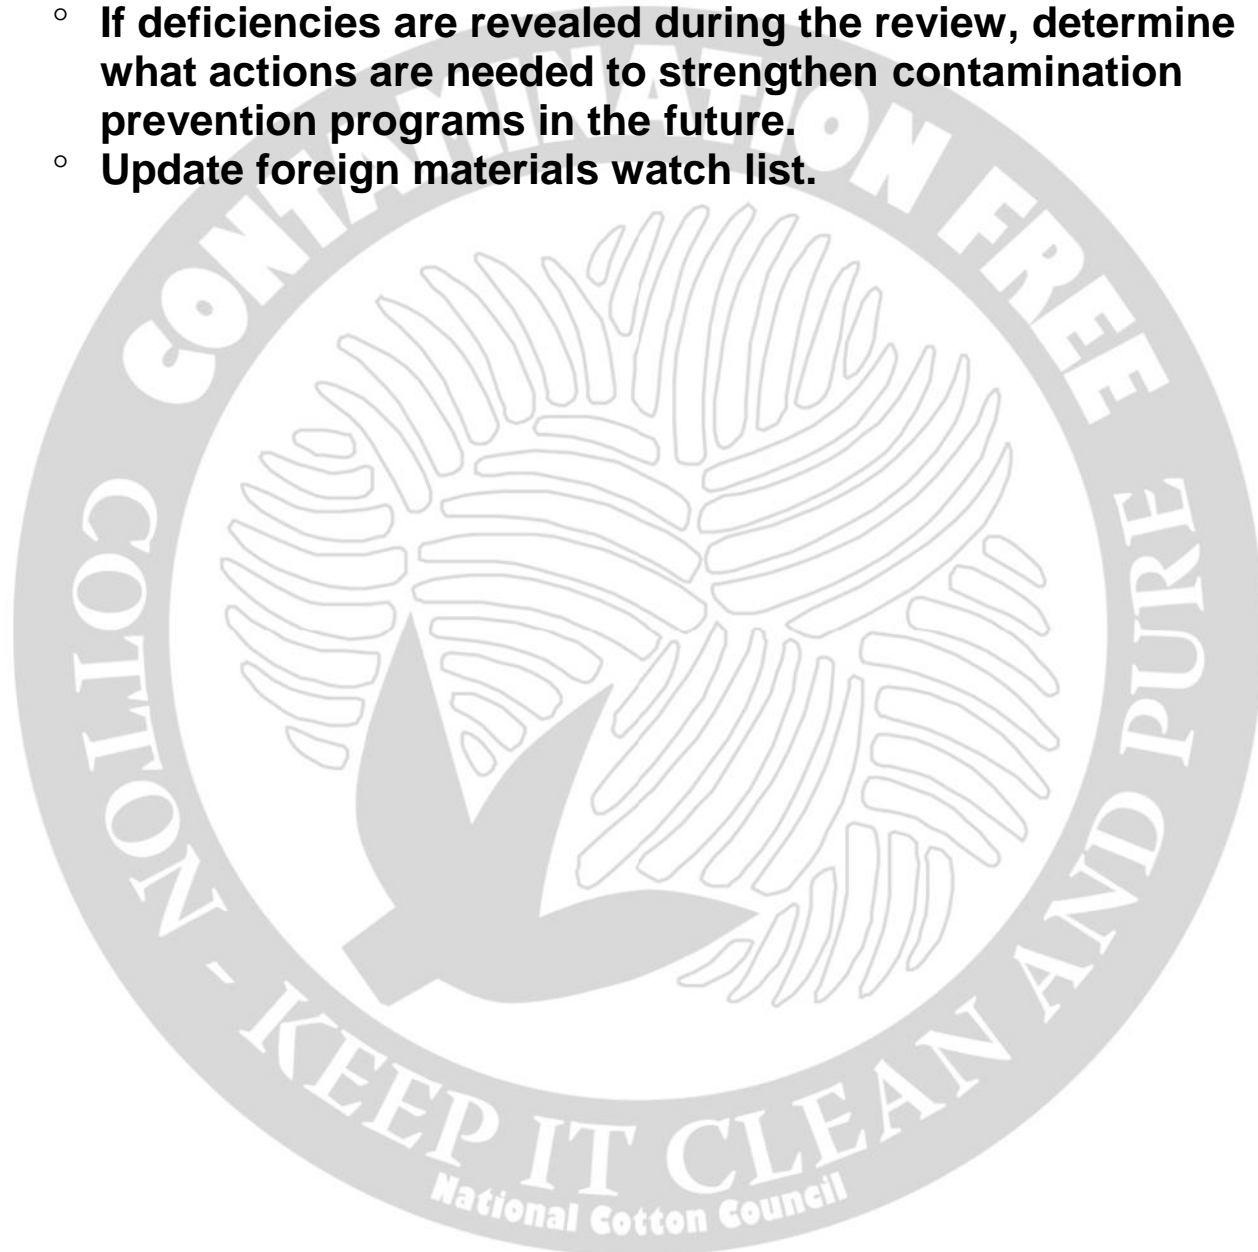 ° If deficiencies are revealed during the review, determine
what actions are needed to strengthen contamination
prevention programs in the future.
° Update foreign materials watch list.
CONTAMINATION FREE
COTTON - KEEP IT CLEAN AND PURE
National Cotton Council